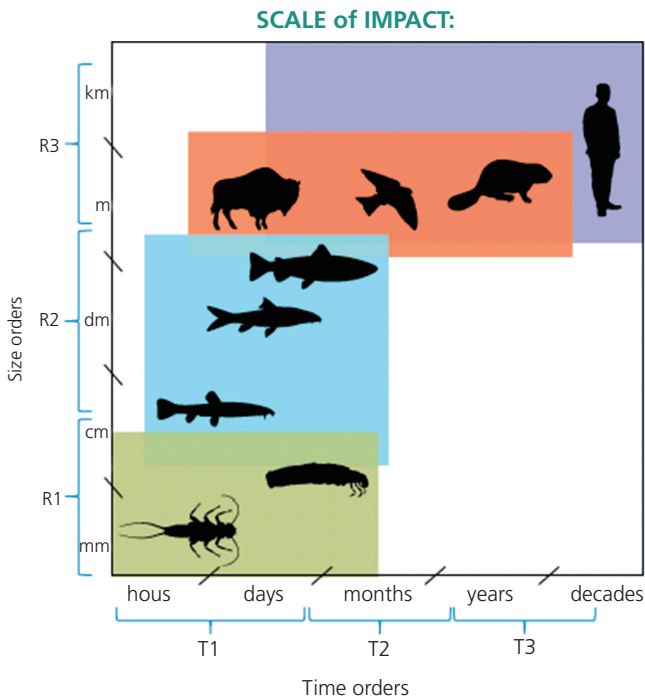 SCALE of IMPACT:
km
R3
m
R2
dm
Size orders
cm
R1
mm
hous days months years decades
T1 T2 T3
Time orders